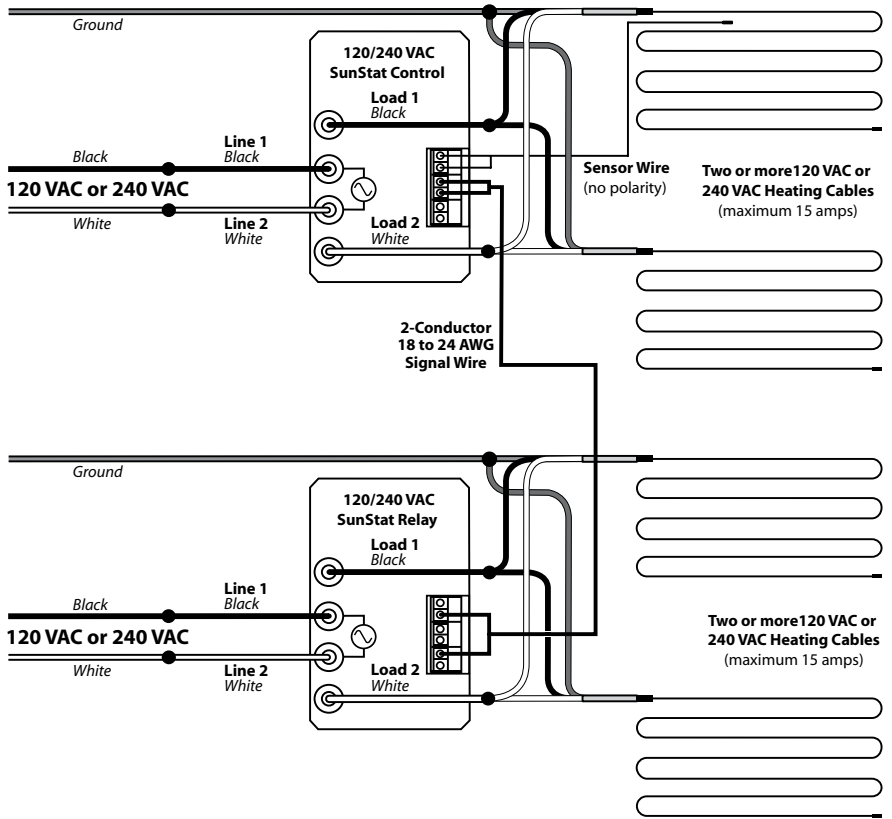 Ground
120/240 VAC
SunStat Control
Load 1
Black
Line 1
Black
Black
120 VAC or 240 VAC
White
Line 2
White
Load 2
White
Sensor Wire
(no polarity)
Two or more120 VAC or
240 VAC Heating Cables
(maximum 15 amps)
2-Conductor
18 to 24 AWG
Signal Wire
Ground
120/240 VAC
SunStat Relay
Load 1
Black
Line 1
Black
Black
120 VAC or 240 VAC
White
Line 2
White
Load 2
White
Two or more120 VAC or
240 VAC Heating Cables
(maximum 15 amps)